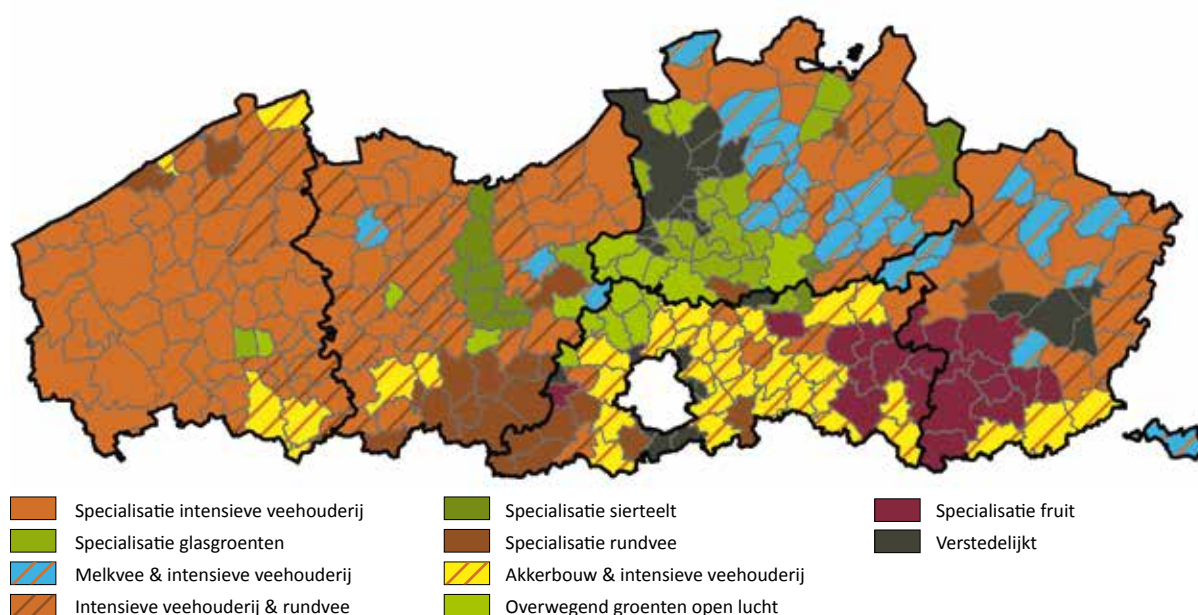 Specialisatie intensieve veehouderij
Specialisatie glasgroenten
Melkvee & intensieve veehouderij
Intensieve veehouderij & rundvee
Specialisatie sierteelt
Specialisatie rundvee
Akkerbouw & intensieve veehouderij
Overwegend groenten open lucht
Specialisatie fruit
Verstedelijkt